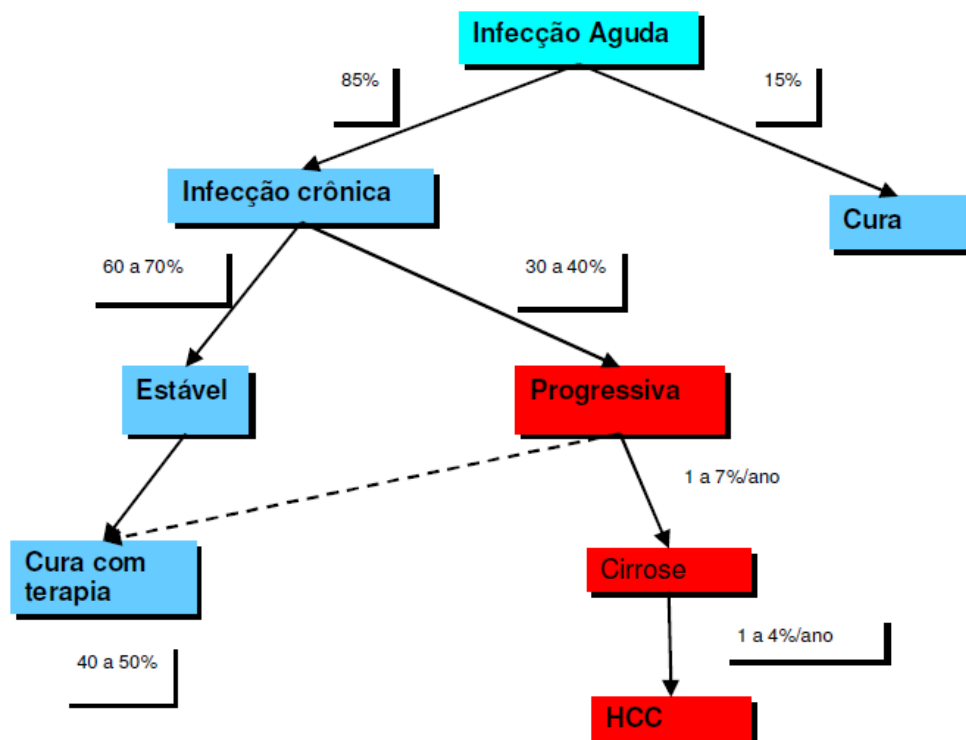 Infecção Aguda
85%
15%
Infecção crônica
Cura
60 a 70%
30 a 40%
Estável
Progressiva
1 a 7%/ano
Cura com
terapia
Cirrose
40 a 50%
1 a 4%/ano
HCC